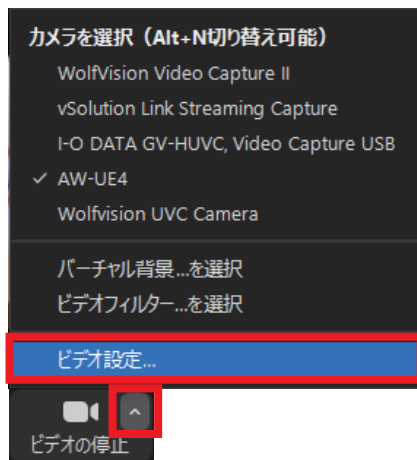 カメラを選択（Alt+N切り替え可能）
WolfVision Video Capture II
vSolution Link Streaming Capture
I-O DATA GV-HUVC, Video Capture USB
AW-UE4
Wolfvision UVC Camera
バーチャル背景...を選択
ビデオフィルター...を選択
ビデオ設定...
ビデオの停止